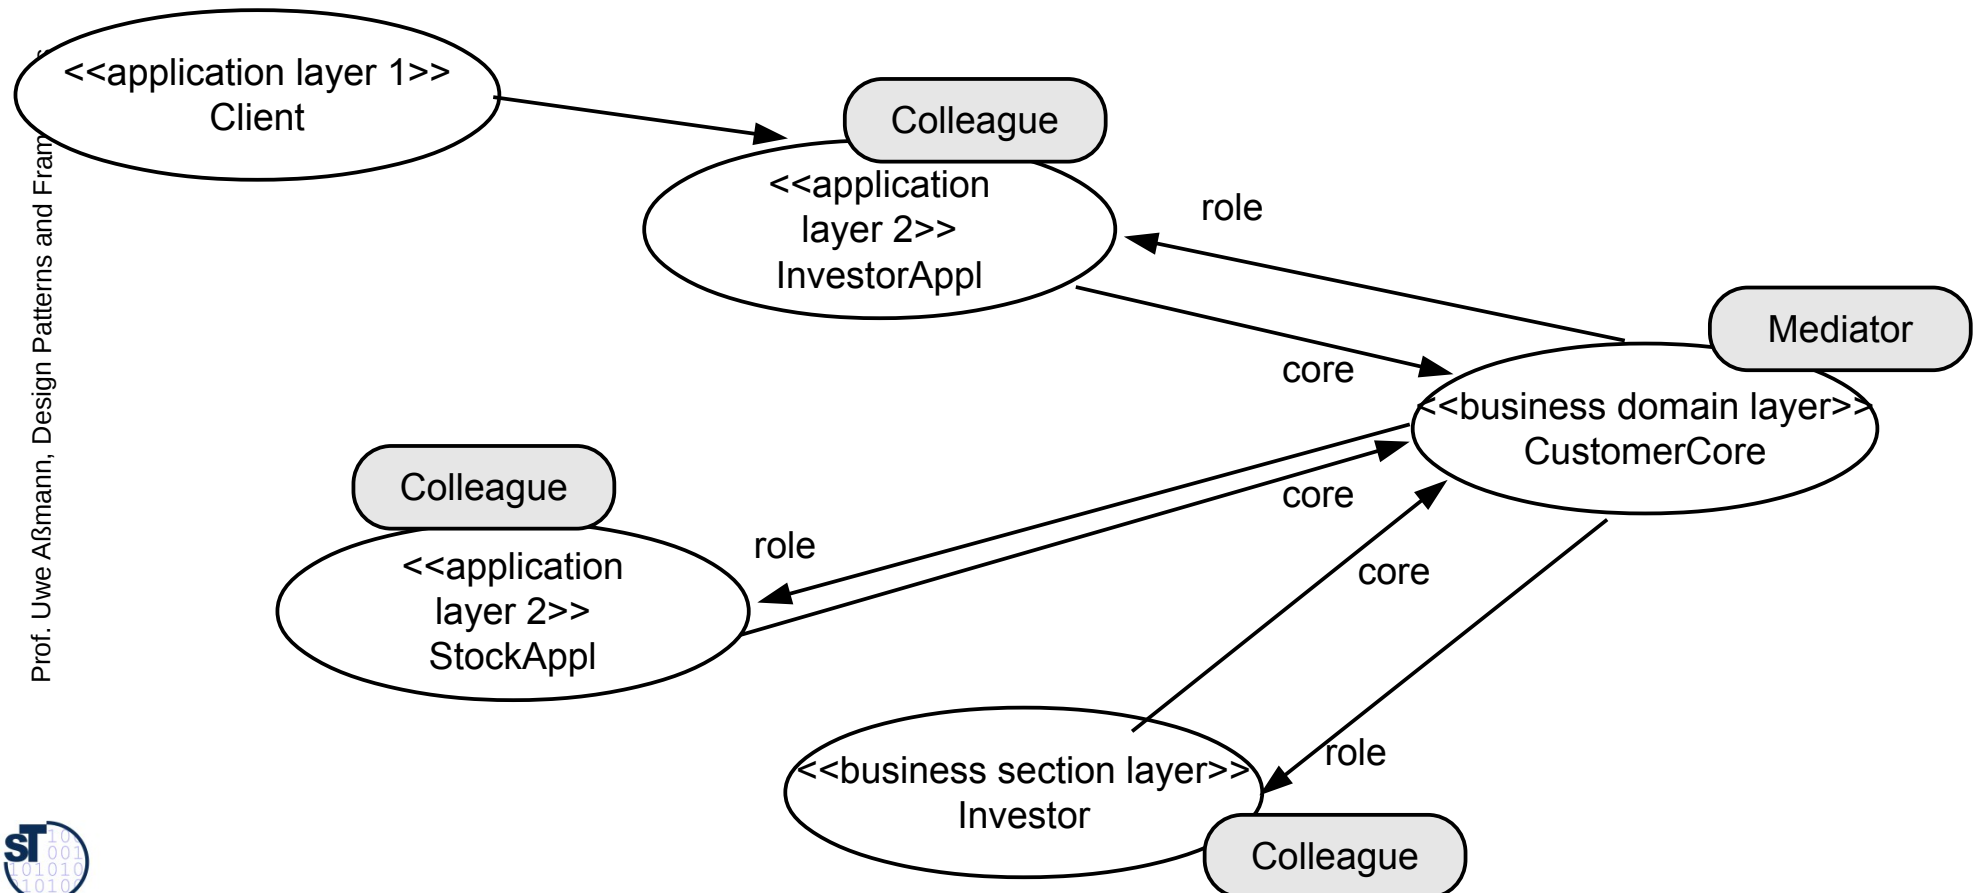 <<application layer 1>>
Client
Colleague
<<application
layer 2>>
InvestorAppl
role
Mediator
core
<<business domain layer>>
CustomerCore
Colleague
core
role
<<application
layer 2>>
StockAppl
core
role
<<business section layer>>
Investor
Colleague
Prof. Uwe Aßmann, Design Patterns and Fram
ST